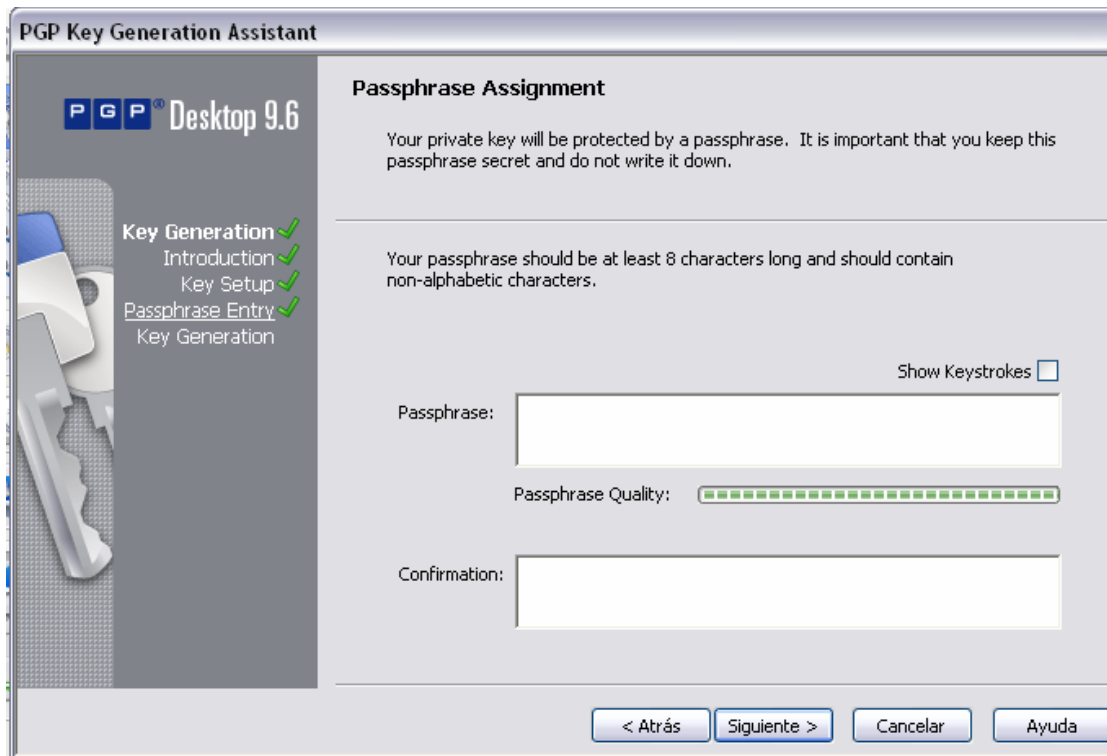 PGP Key Generation Assistant
PGP® Desktop 9.6
Key Generation
Introduction
Key Setup
Passphrase Entry
Key Generation
Passphrase Assignment
Your private key will be protected by a passphrase. It is important that you keep this
passphrase secret and do not write it down.
Your passphrase should be at least 8 characters long and should contain
non-alphabetic characters.
Show Keystrokes
Passphrase:
Passphrase Quality:
Confirmation:
< Atrás
Siguiente >
Cancelar
Ayuda